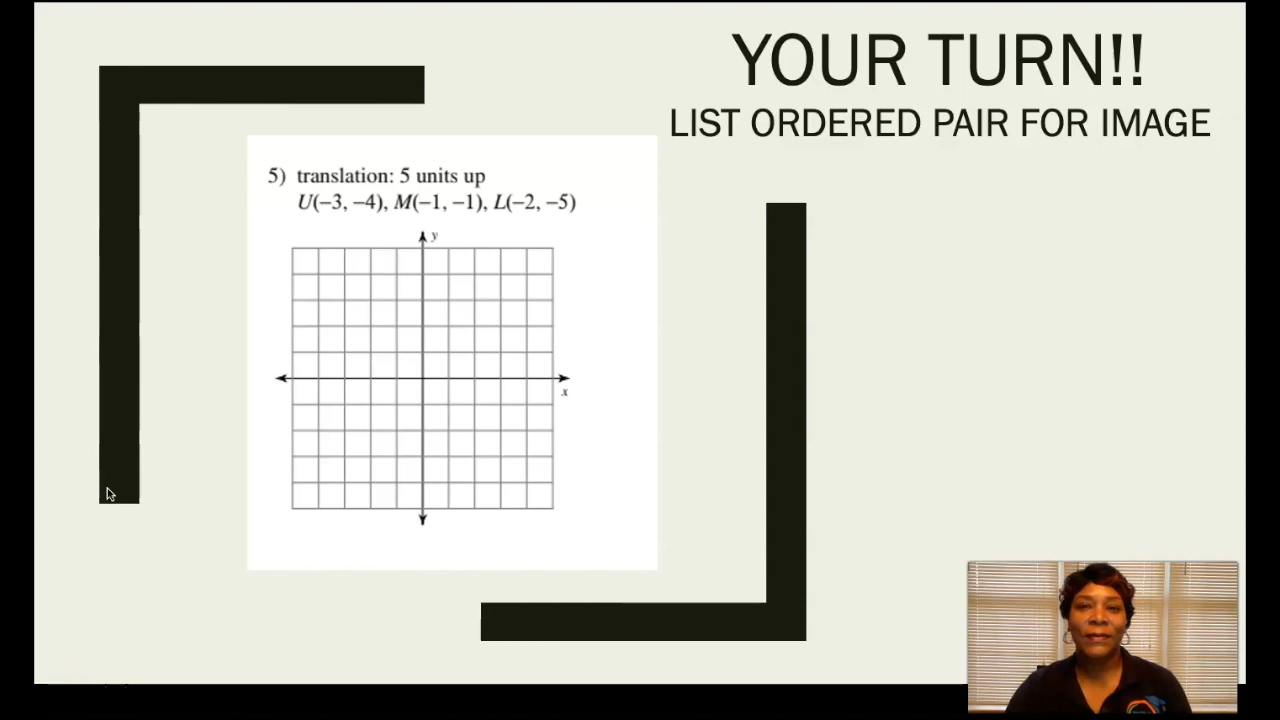 YOUR TURN!!
LIST ORDERED PAIR FOR IMAGE
5) translation: 5 units up
U(−3, −4), M(−1, −1), L(−2, −5)
y
x